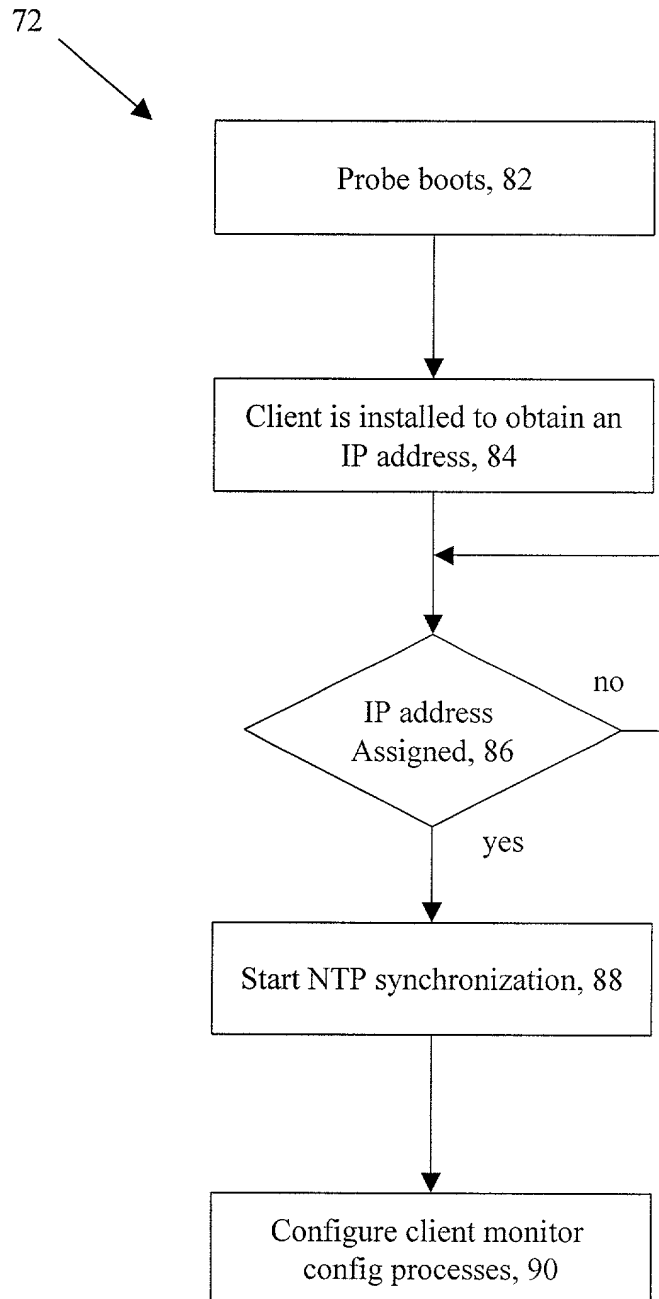 72
Probe boots, 82
Client is installed to obtain an
IP address, 84
no
IP address
Assigned, 86
yes
Start NTP synchronization, 88
Configure client monitor
config processes, 90